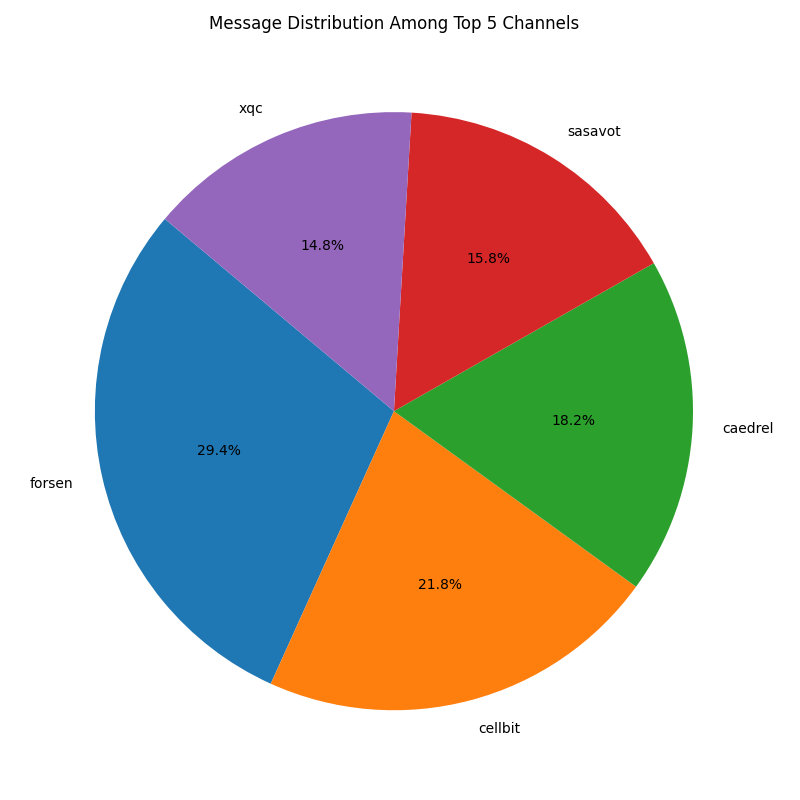 Message Distribution Among Top 5 Channels
xqc
sasavot
14.8%
15.8%
caedrel
18.2%
29.4%
forsen
21.8%
cellbit